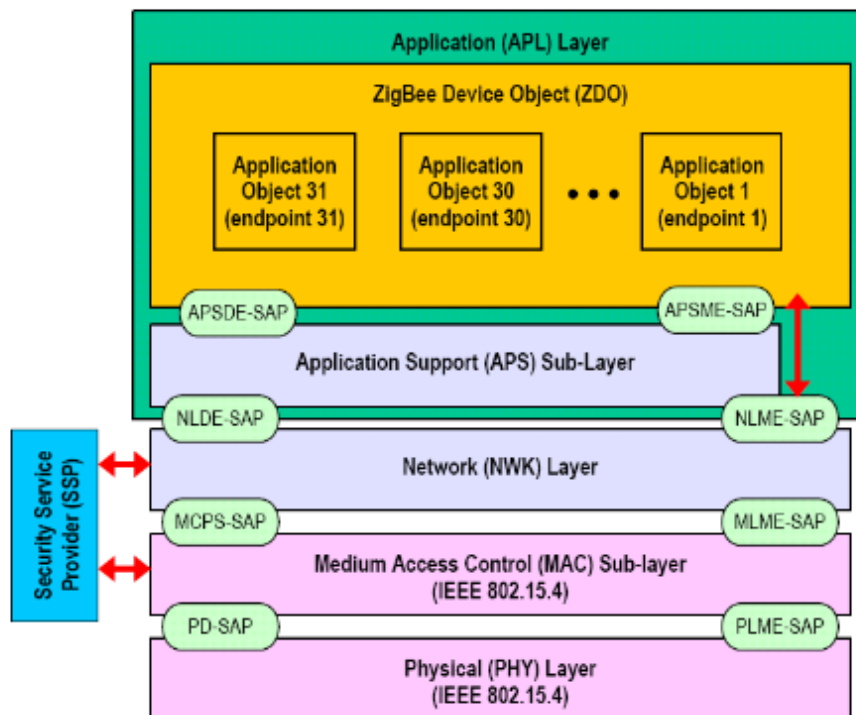 Application (APL) Layer
ZigBee Device Object (ZDO)
Application
Object 31
(endpoint 31)
Application
Object 30
(endpoint 30)
Application
Object 1
(endpoint 1)
APSDE-SAP
APSME-SAP
Application Support (APS) Sub-Layer
NLDE-SAP
NLME-SAP
Security Service
Provider (SSP)
Network (NWK) Layer
MCPS-SAP
MLME-SAP
Medium Access Control (MAC) Sub-layer
(IEEE 802.15.4)
PD-SAP
PLME-SAP
Physical (PHY) Layer
(IEEE 802.15.4)